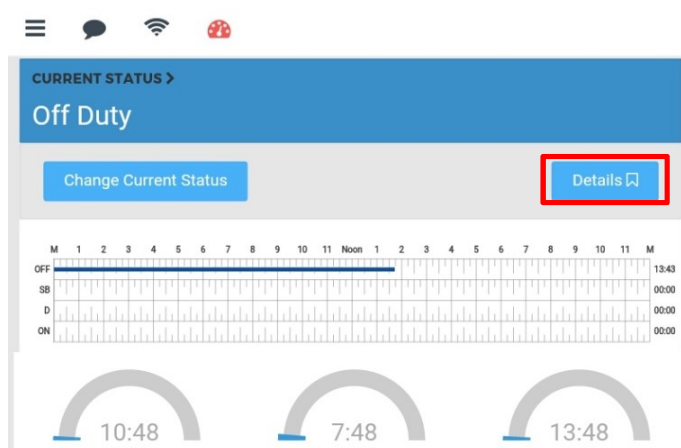 CURRENT STATUS >
Off Duty
Change Current Status
Details
M 1 2 3 4 5 6 7 8 9 10 11 Noon 1 2 3 4 5 6 7 8 9 10 11 M
OFF 13:43
SB 00:00
D 00:00
ON 00:00
10:48 7:48 13:48